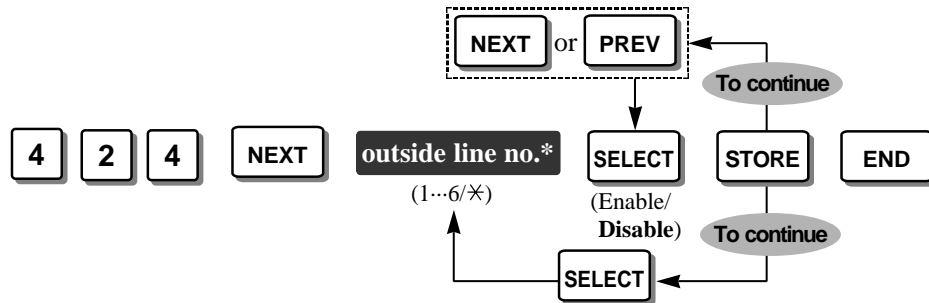 NEXT or PREV
To continue
4 2 4 NEXT outside line no.* SELECT STORE END
(1···6/✳)
(Enable/
Disable)
To continue
SELECT